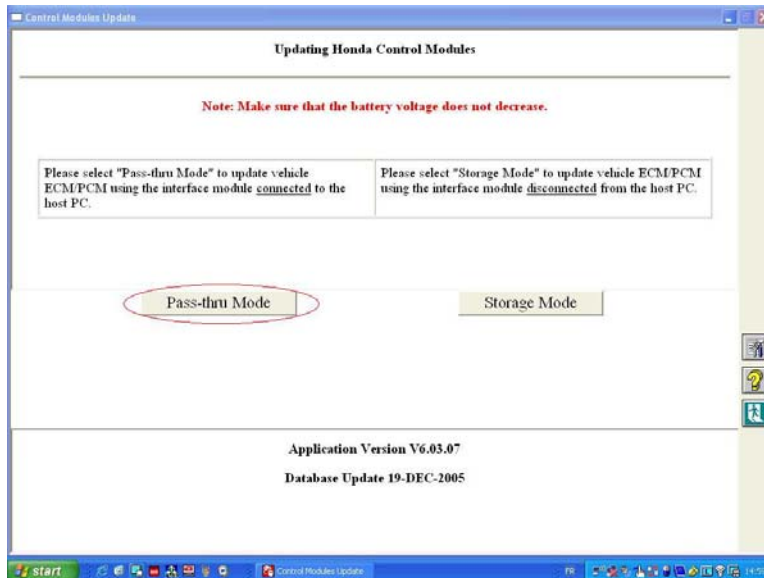 Control Modules Update
Updating Honda Control Modules
Note: Make sure that the battery voltage does not decrease.
Please select "Pass-thru Mode" to update vehicle
ECM/PCM using the interface module connected to the
host PC.
Please select "Storage Mode" to update vehicle ECM/PCM
using the interface module disconnected from the host PC.
Pass-thru Mode
Storage Mode
Application Version V6.03.07
Database Update 19-DEC-2005
start
Control Modules Update
FR